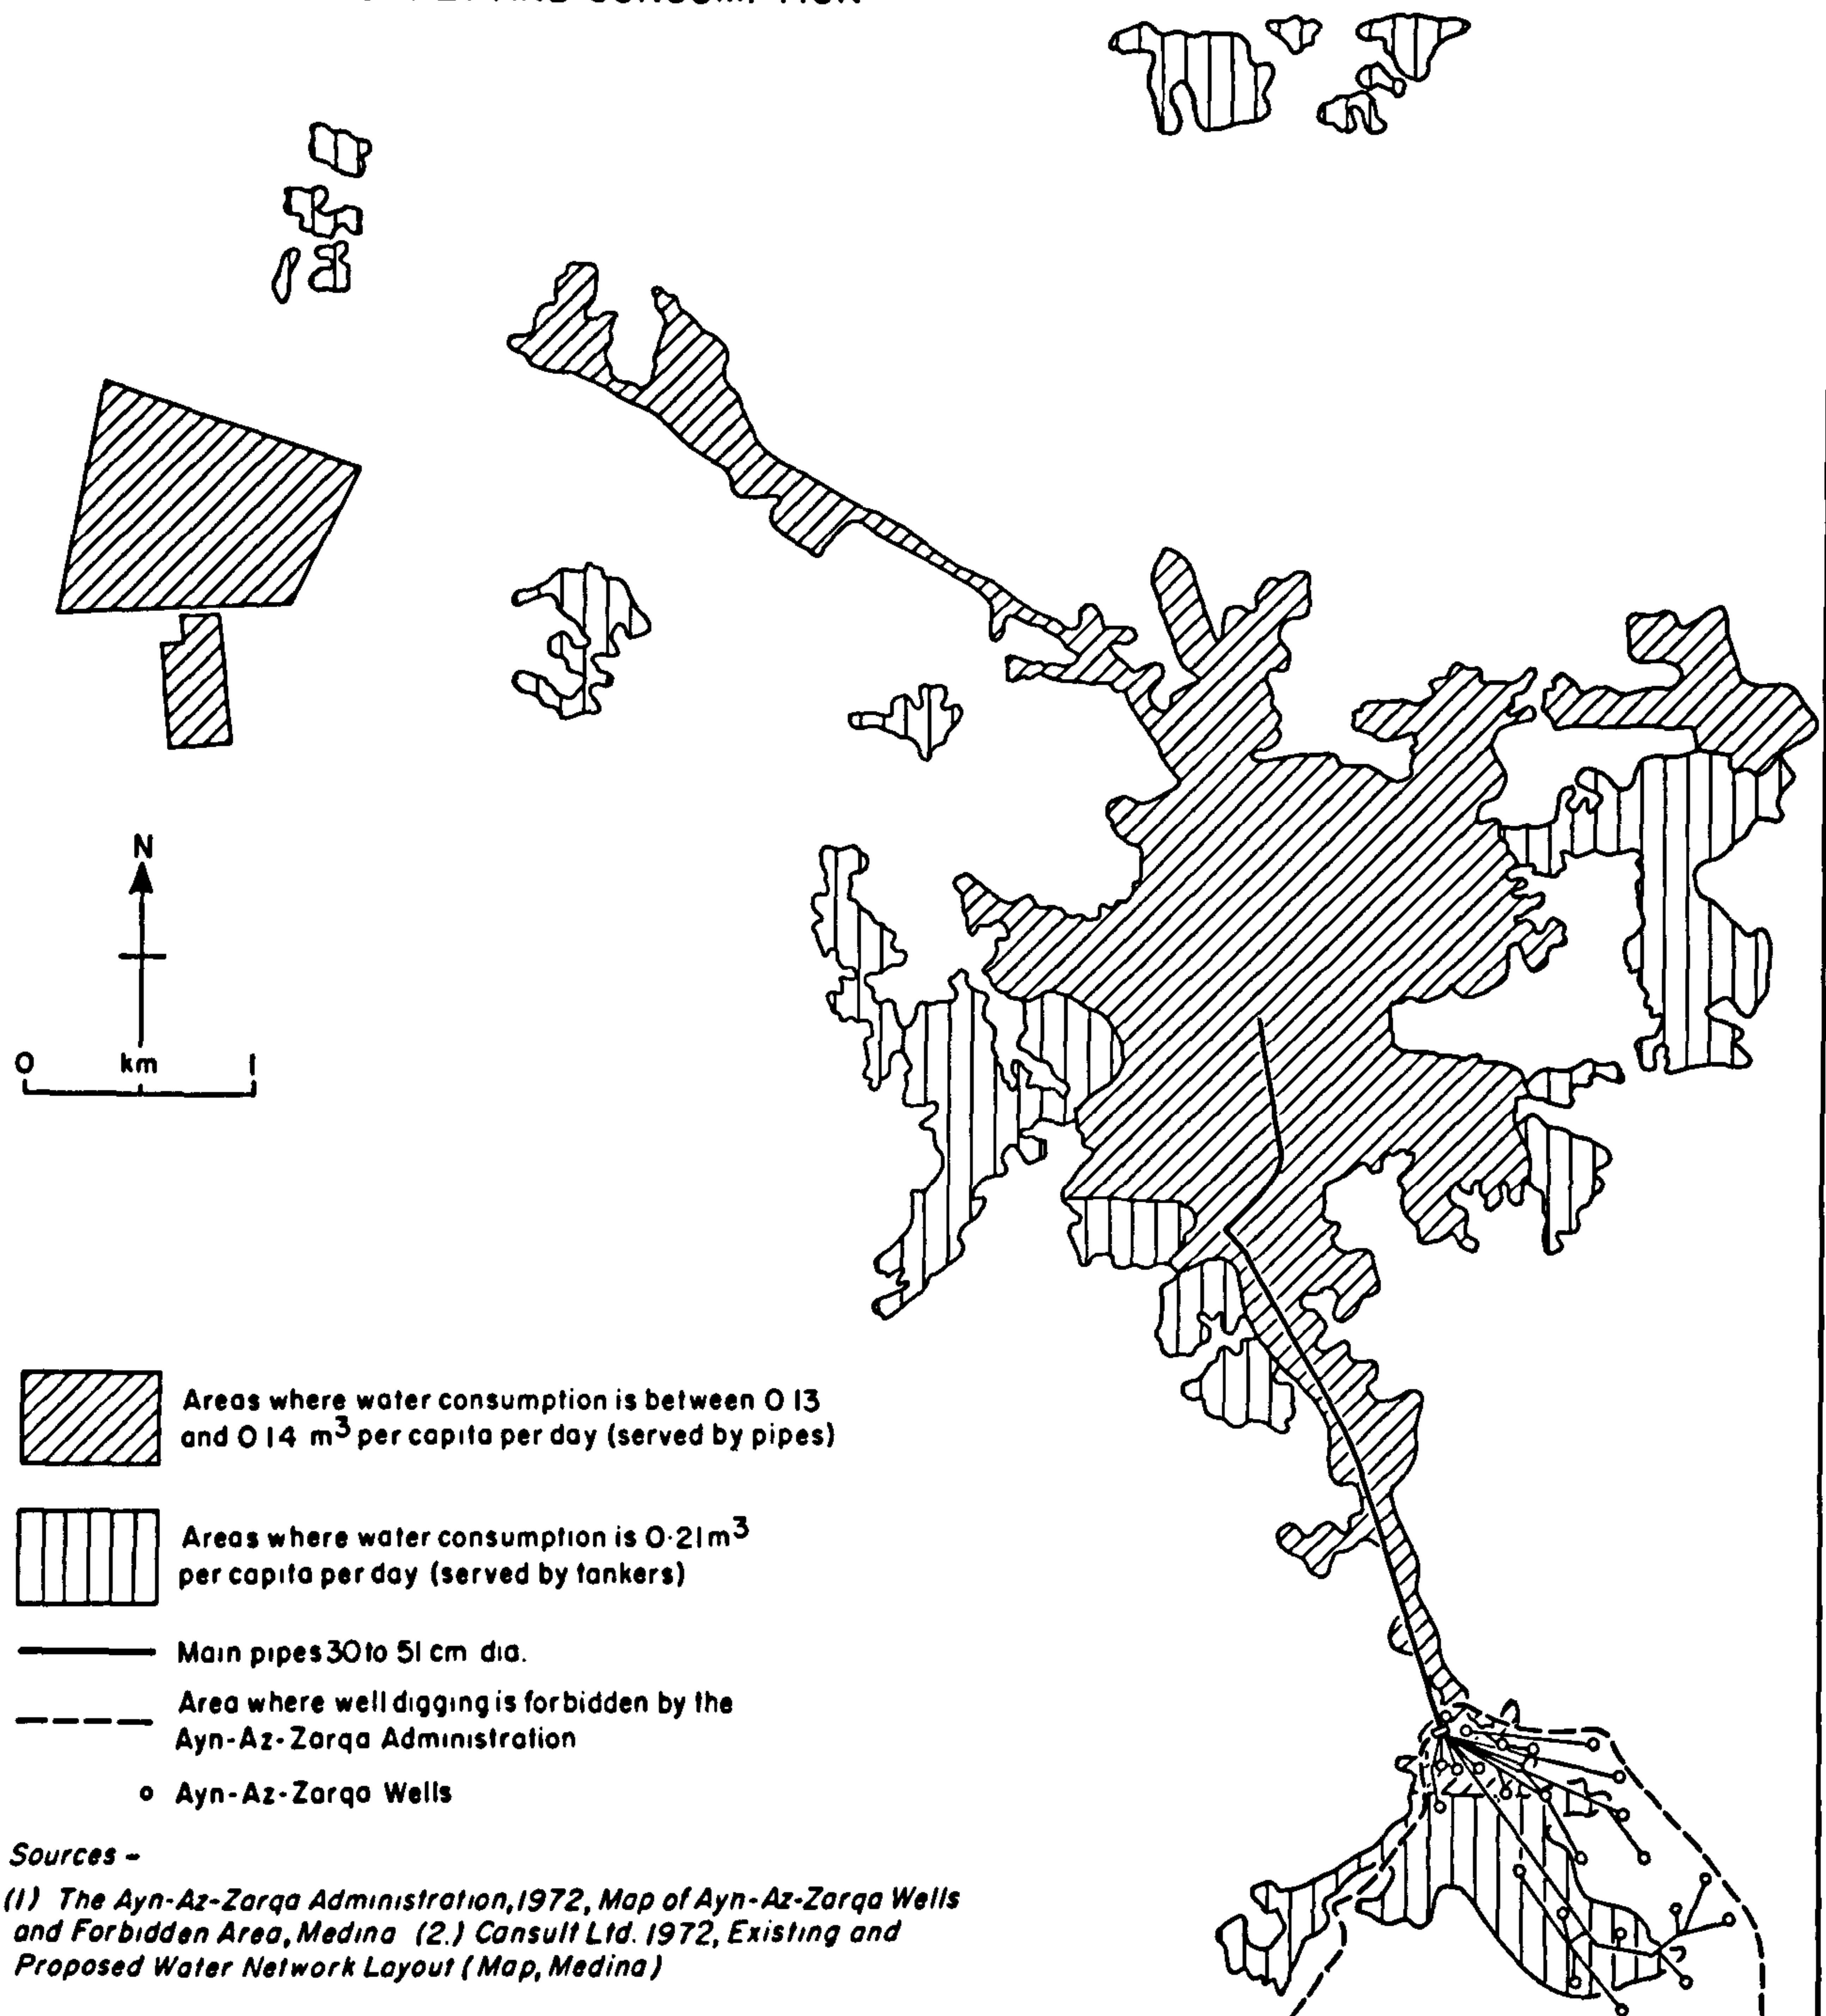 AND CONSUMPTION
N
0 km 1
Areas where water consumption is between 0 13
and 0 14 m³ per capita per day (served by pipes)
Areas where water consumption is 0·21m³
per capita per day (served by tankers)
Main pipes 30 to 51 cm dia.
Area where well digging is forbidden by the
Ayn-Az-Zarqa Administration
Ayn-Az-Zarqa Wells
Sources -
(1) The Ayn-Az-Zarqa Administration, 1972, Map of Ayn-Az-Zarqa Wells
and Forbidden Area, Medina (2.) Cansult Ltd. 1972, Existing and
Proposed Water Network Layout (Map, Medina)